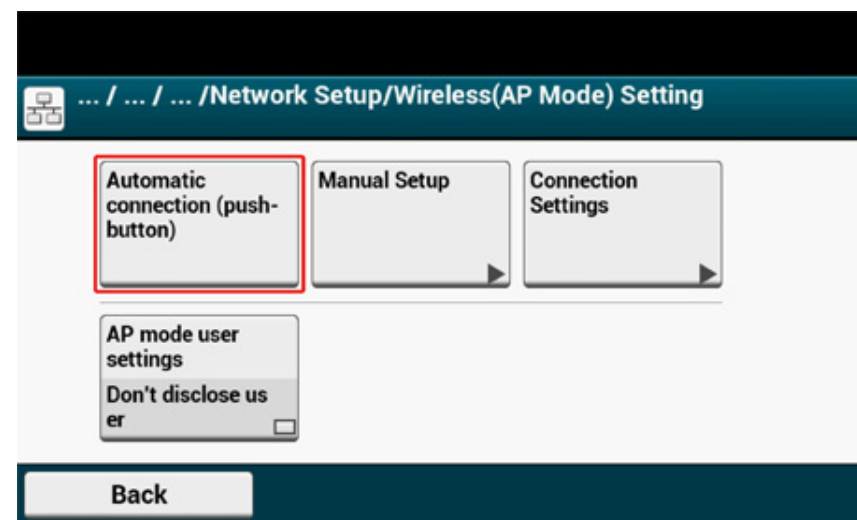 ... / ... / ... /Network Setup/Wireless(AP Mode) Setting
Automatic
connection (push-
button)
Manual Setup
Connection
Settings
AP mode user
settings
Don't disclose us
er
Back